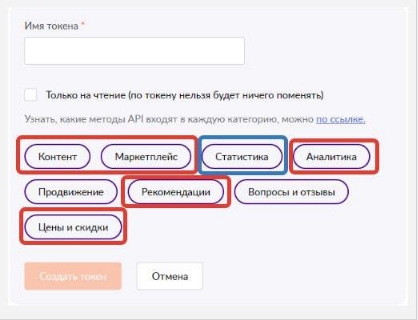 Имя токена *
Только на чтение (по токену нельзя будет ничего поменять)
Узнать, какие методы API входят в каждую категорию, можно по ссылке.
Контент Маркетплейс Статистика Аналитика
Продвижение Рекомендации Вопросы и отзывы
Цены и скидки
Создать токен Отмена